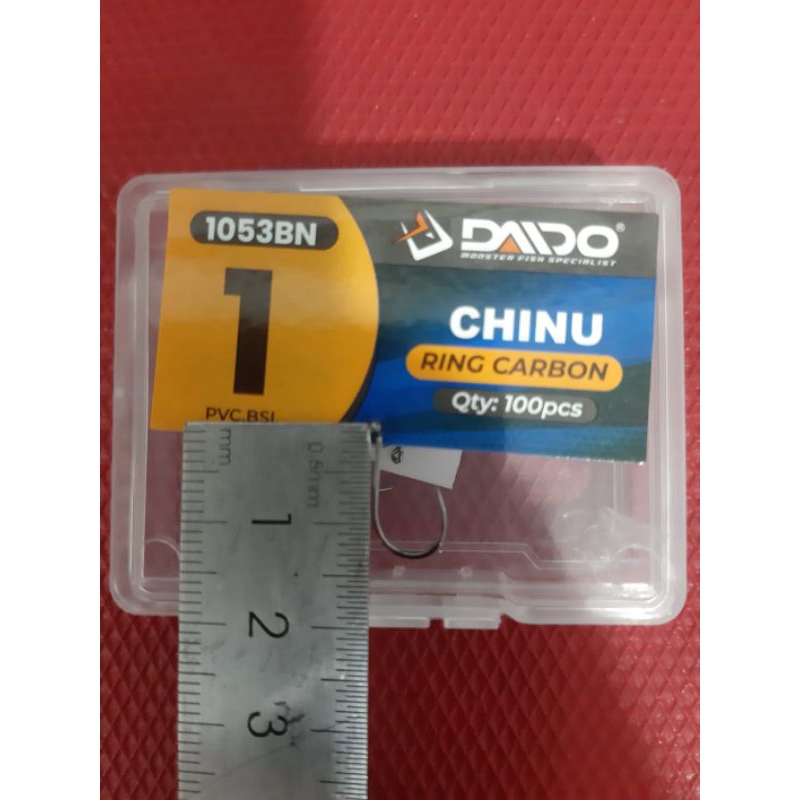 1053BN
1
PVC.BSL
DAIDO®
MONSTER FISH SPECIALIST
CHINU
RING CARBON
Qty: 100pcs
mm
0.5mm
1
2
3